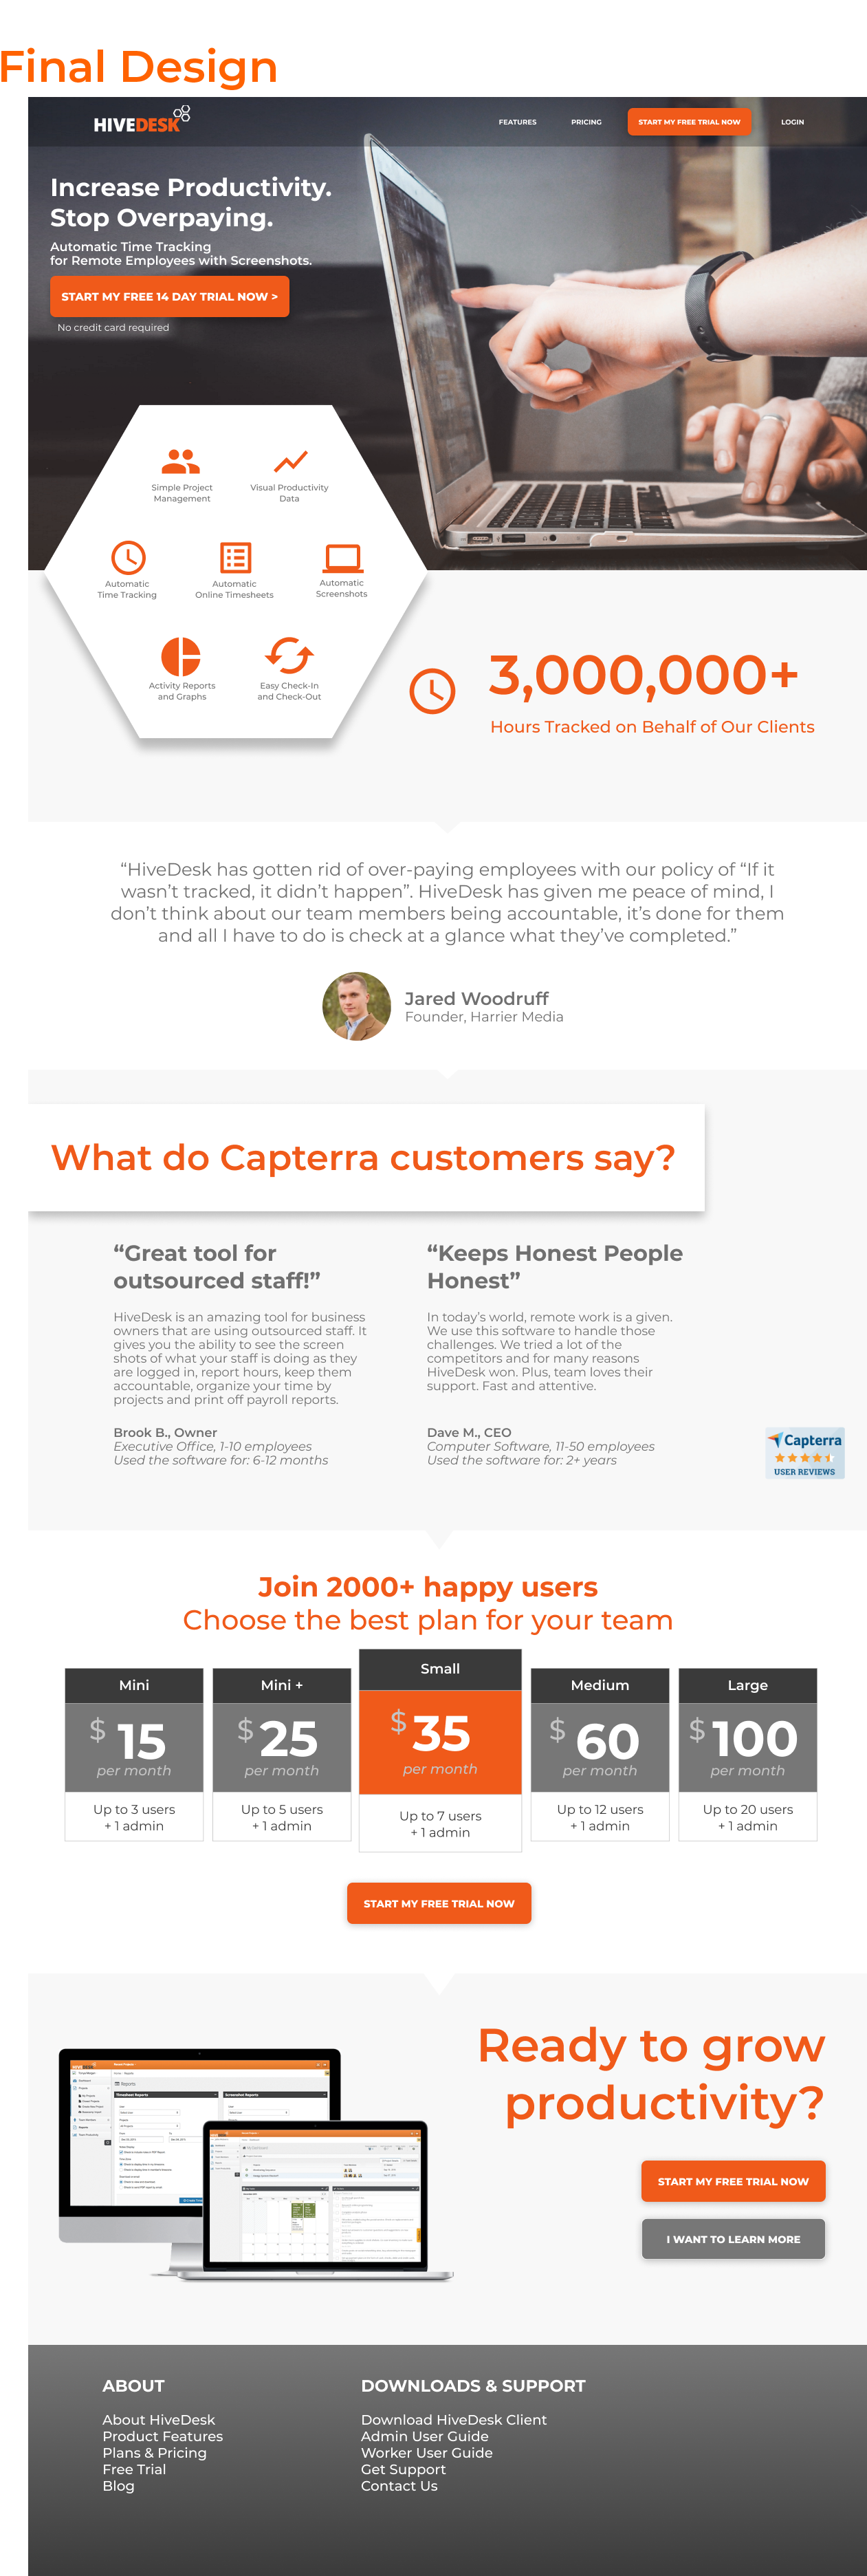 Final Design
HIVEDESK
FEATURES
PRICING
START MY FREE TRIAL NOW
LOGIN
Increase Productivity.
Stop Overpaying.
Automatic Time Tracking
for Remote Employees with Screenshots.
START MY FREE 14 DAY TRIAL NOW >
No credit card required
Simple Project
Management
Visual Productivity
Data
Automatic
Time Tracking
Automatic
Online Timesheets
Automatic
Screenshots
Activity Reports
and Graphs
Easy Check-In
and Check-Out
3,000,000+
Hours Tracked on Behalf of Our Clients
“HiveDesk has gotten rid of over-paying employees with our policy of “If it
wasn’t tracked, it didn’t happen”. HiveDesk has given me peace of mind, I
don’t think about our team members being accountable, it’s done for them
and all I have to do is check at a glance what they’ve completed.”
Jared Woodruff
Founder, Harrier Media
What do Capterra customers say?
“Great tool for
outsourced staff!”
HiveDesk is an amazing tool for business
owners that are using outsourced staff. It
gives you the ability to see the screen
shots of what your staff is doing as they
are logged in, report hours, keep them
accountable, organize your time by
projects and print off payroll reports.
Brook B., Owner
Executive Office, 1-10 employees
Used the software for: 6-12 months
“Keeps Honest People
Honest”
In today’s world, remote work is a given.
We use this software to handle those
challenges. We tried a lot of the
competitors and for many reasons
HiveDesk won. Plus, team loves their
support. Fast and attentive.
Dave M., CEO
Computer Software, 11-50 employees
Used the software for: 2+ years
Capterra
USER REVIEWS
Join 2000+ happy users
Choose the best plan for your team
Mini
$ 15
per month
Up to 3 users
+ 1 admin
Mini +
$ 25
per month
Up to 5 users
+ 1 admin
Small
$ 35
per month
Up to 7 users
+ 1 admin
Medium
$ 60
per month
Up to 12 users
+ 1 admin
Large
$ 100
per month
Up to 20 users
+ 1 admin
START MY FREE TRIAL NOW
Reports
Timesheet Reports
Screenshot Reports
Ready to grow
productivity?
START MY FREE TRIAL NOW
I WANT TO LEARN MORE
ABOUT
About HiveDesk
Product Features
Plans & Pricing
Free Trial
Blog
DOWNLOADS & SUPPORT
Download HiveDesk Client
Admin User Guide
Worker User Guide
Get Support
Contact Us